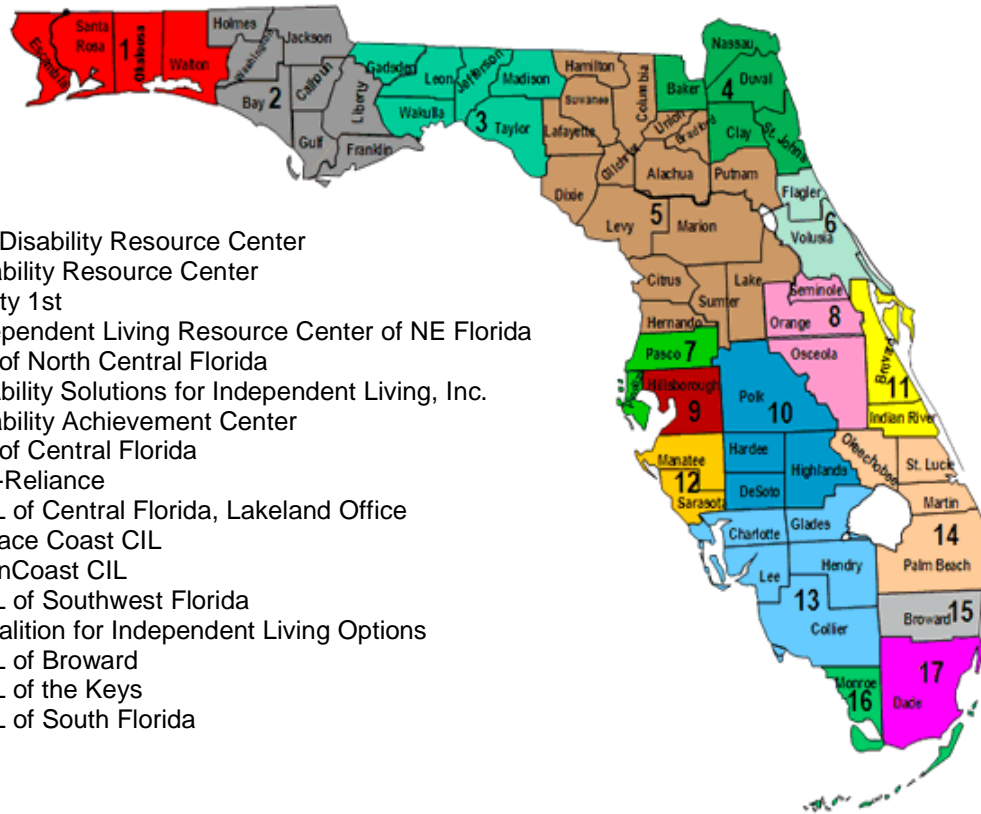 Holmes
Jackson
Santa
Rosa
1
Okaloosa
Escambia
Walton
Washington
Bay 2
Calhoun
Liberty
Gulf
Franklin
Gadsden
Leon
Jefferson
Madison
Wakulla
3 Taylor
Hamilton
Suwanee
Columbia
Lafayette
Baker
Nassau
4 Duval
Union
Bradford
Clay
St. Johns
Gilchrist
Alachua
Putnam
Dixie
Flagler
Levy
5
Marion
6
Volusia
Citrus
Lake
Sumter
Seminole
Hernando
Orange 8
Pasco 7
Osceola
Brevard
11
Hillsborough
9
Polk
10
Indian River
Manatee
12
Sarasota
Hardee
Highlands
DeSoto
Okeechobee
St. Lucie
Martin
14
Palm Beach
Charlotte
Glades
Lee
Hendry
13
Collier
Broward 15
Monroe
16
17
Dade
Disability Resource Center
ability Resource Center
ty 1st
ependent Living Resource Center of NE Florida
of North Central Florida
ability Solutions for Independent Living, Inc.
ability Achievement Center
of Central Florida
-Reliance
L of Central Florida, Lakeland Office
ace Coast CIL
nCoast CIL
L of Southwest Florida
alition for Independent Living Options
L of Broward
L of the Keys
L of South Florida